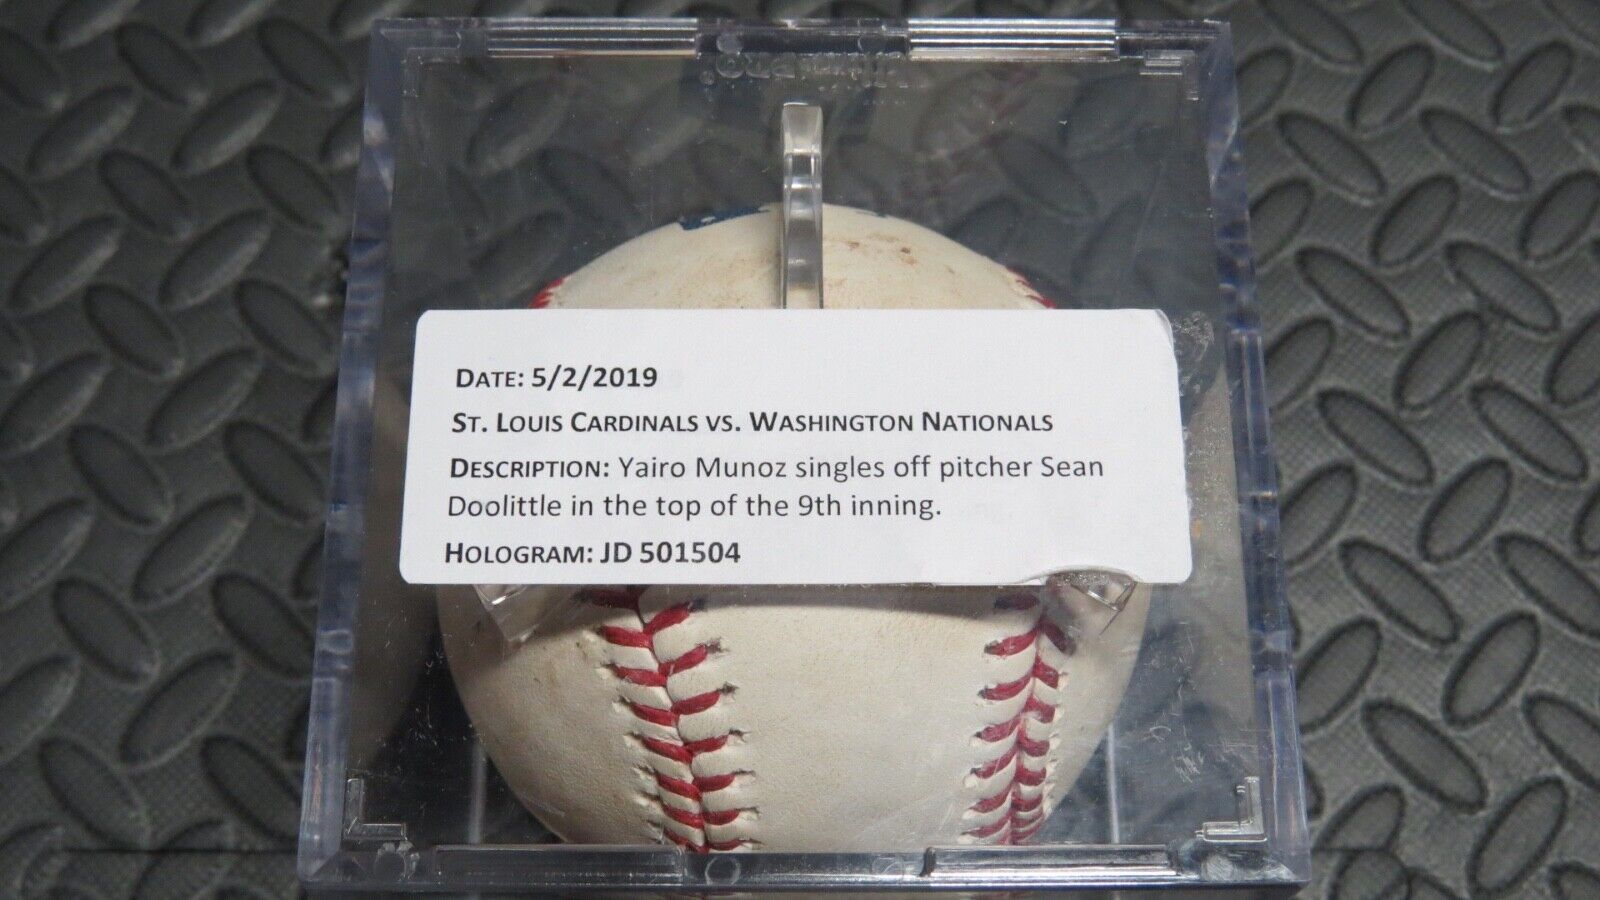 DATE: 5/2/2019
ST. LOUIS CARDINALS VS. WASHINGTON NATIONALS
DESCRIPTION: Yairo Munoz singles off pitcher Sean
Doolittle in the top of the 9th inning.
HOLOGRAM: JD 501504